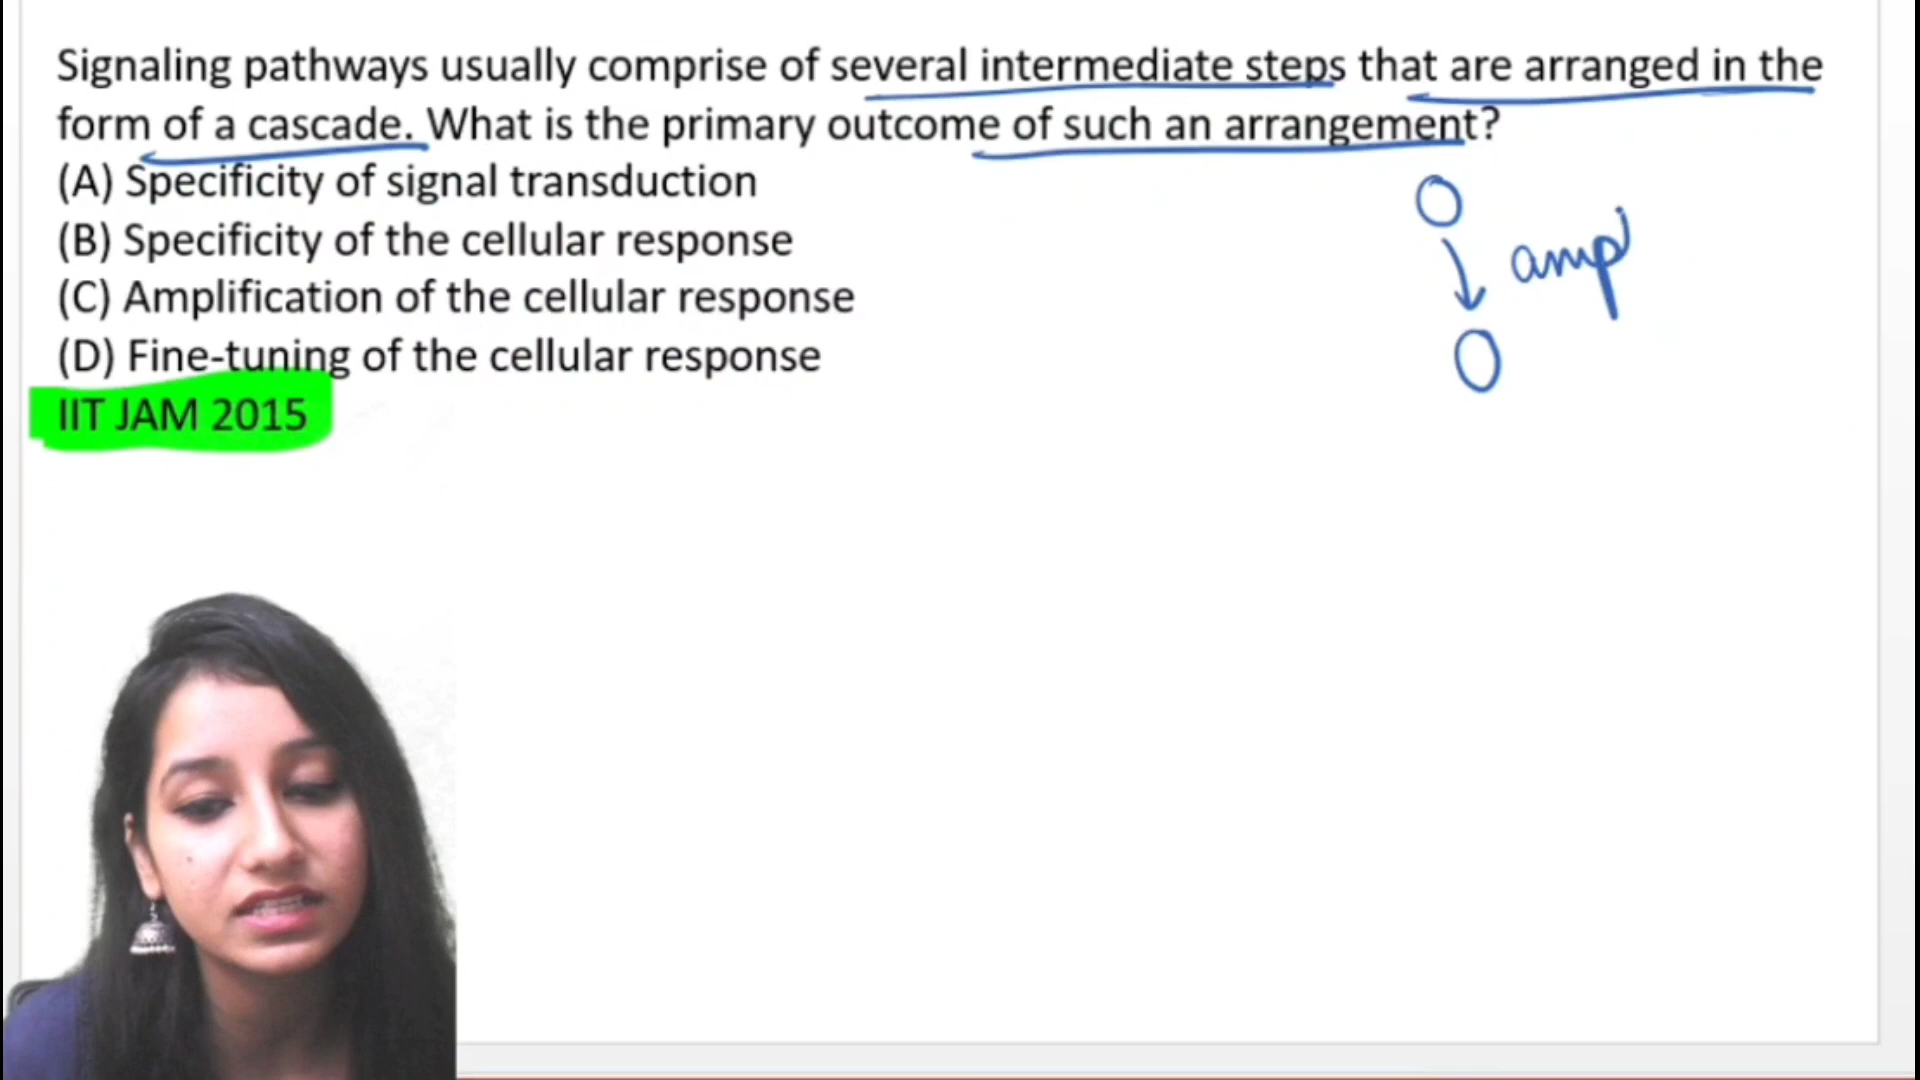 Signaling pathways usually comprise of several intermediate steps that are arranged in the
form of a cascade. What is the primary outcome of such an arrangement?
(A) Specificity of signal transduction
(B) Specificity of the cellular response
(C) Amplification of the cellular response
(D) Fine-tuning of the cellular response
IIT JAM 2015
amp